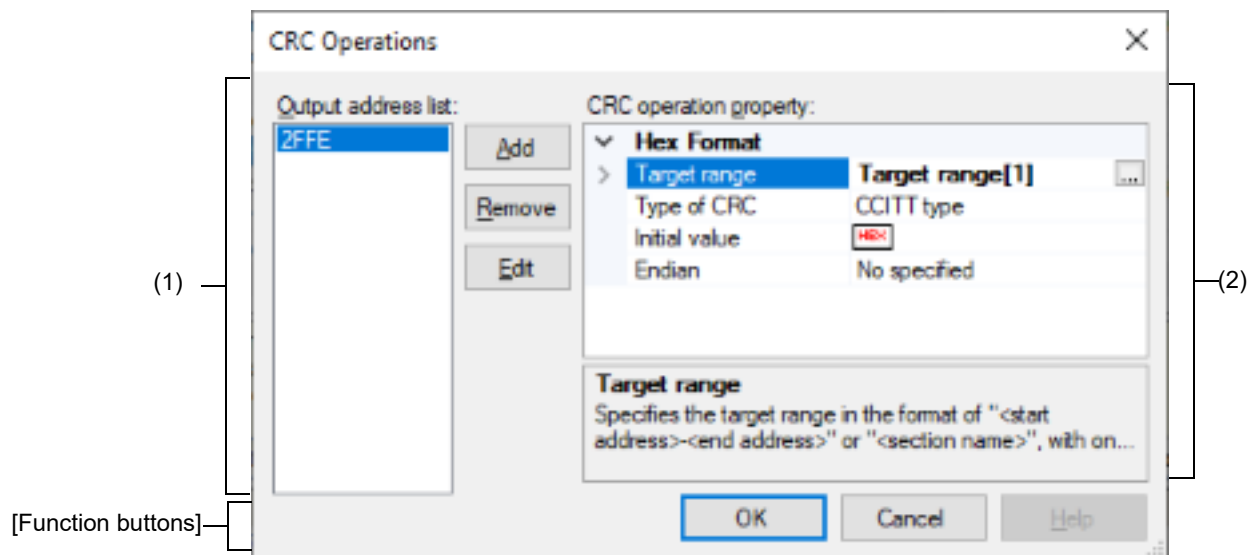 CRC Operations
Output address list:
CRC operation property:
2FFE
Add
Remove
Edit
Hex Format
Target range Target range[1] ...
Type of CRC CCITT type
Initial value HEX
Endian No specified
(1)
(2)
Target range
Specifies the target range in the format of "<start
address>-<end address>" or "<section name>", with on...
[Function buttons]
OK
Cancel
Help